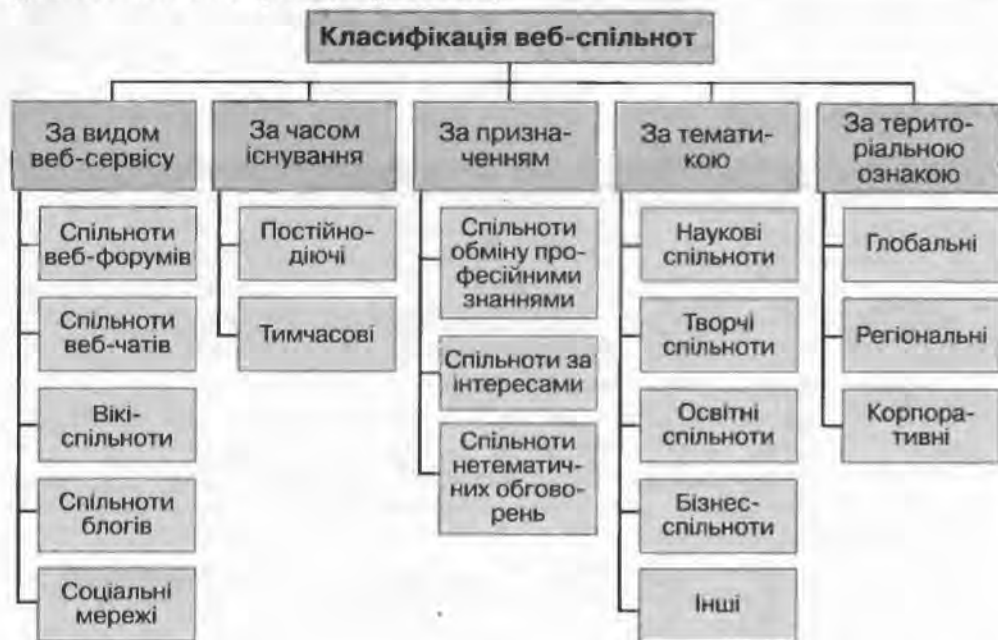 Класифікація веб-спільнот
За видом
веб-сервісу
Спільноти
веб-форумів
Спільноти
веб-чатів
Вікі-
спільноти
Спільноти
блогів
Соціальні
мережі
За часом
існування
Постійно-
діючі
Тимчасові
За призна-
ченням
Спільноти
обміну про-
фесійними
знаннями
Спільноти за
інтересами
Спільноти
нетематич-
них обгово-
рень
За темати-
кою
Наукові
спільноти
Творчі
спільноти
Освітні
спільноти
Бізнес-
спільноти
Інші
За терито-
ріальною
ознакою
Глобальні
Регіональні
Корпора-
тивні